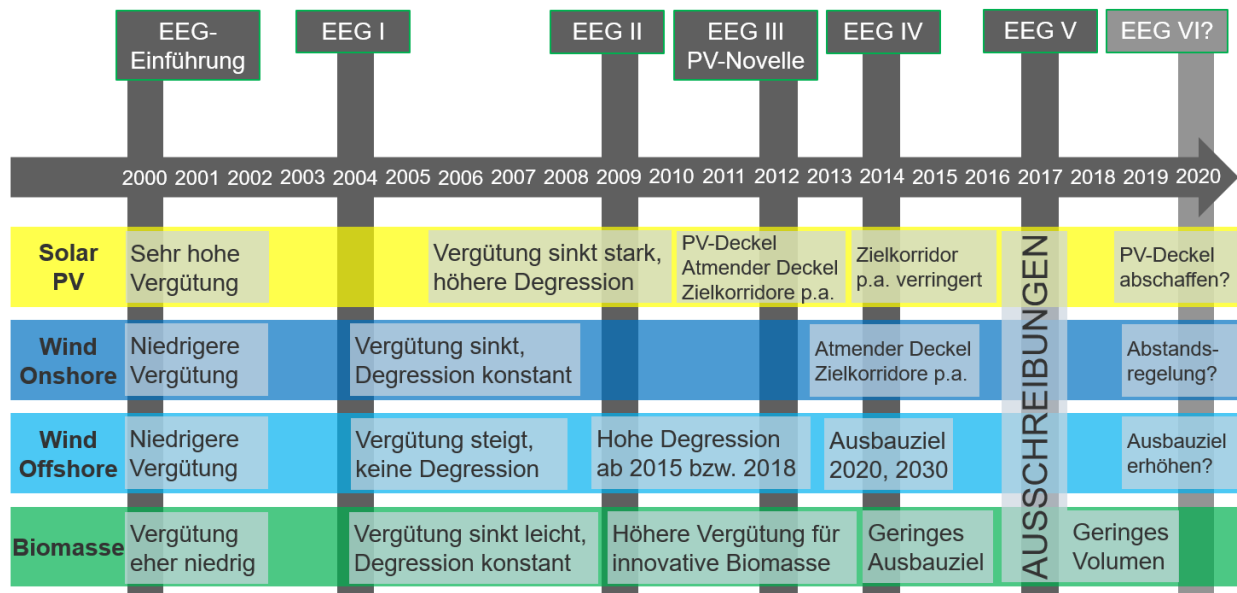 EEG-
Einführung
EEG I
EEG II
EEG III
PV-Novelle
EEG IV
EEG V
EEG VI?
2000 2001 2002 2003 2004 2005 2006 2007 2008 2009 2010 2011 2012 2013 2014 2015 2016 2017 2018 2019 2020
Solar
PV
Sehr hohe
Vergütung
Vergütung sinkt stark,
höhere Degression
PV-Deckel
Atmender Deckel
Zielkorridore p.a.
Zielkorridor
p.a. verringert
PV-Deckel
abschaffen?
Wind
Onshore
Niedrigere
Vergütung
Vergütung sinkt,
Degression konstant
Atmender Deckel
Zielkorridore p.a.
Abstands-
regelung?
Wind
Offshore
Niedrigere
Vergütung
Vergütung steigt,
keine Degression
Hohe Degression
ab 2015 bzw. 2018
Ausbauziel
2020, 2030
Ausbauziel
erhöhen?
Biomasse
Vergütung
eher niedrig
Vergütung sinkt leicht,
Degression konstant
Höhere Vergütung für
innovative Biomasse
Geringes
Ausbauziel
AUSSCHREIBUNGEN
Geringes
Volumen